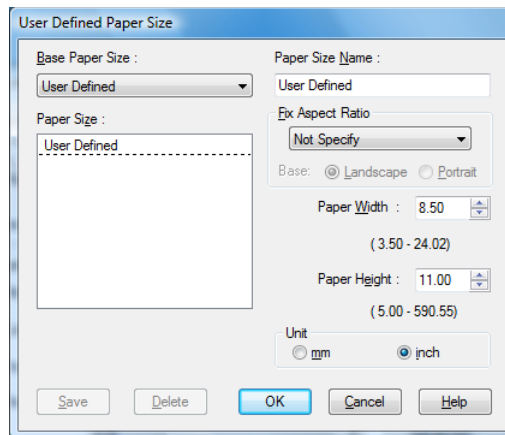 User Defined Paper Size
Base Paper Size :
User Defined
Paper Size :
User Defined
Paper Size Name :
User Defined
Fix Aspect Ratio
Not Specify
Base: Landscape Portrait
Paper Width : 8.50
( 3.50 - 24.02)
Paper Height : 11.00
( 5.00 - 590.55)
Unit
mm inch
Save Delete OK Cancel Help